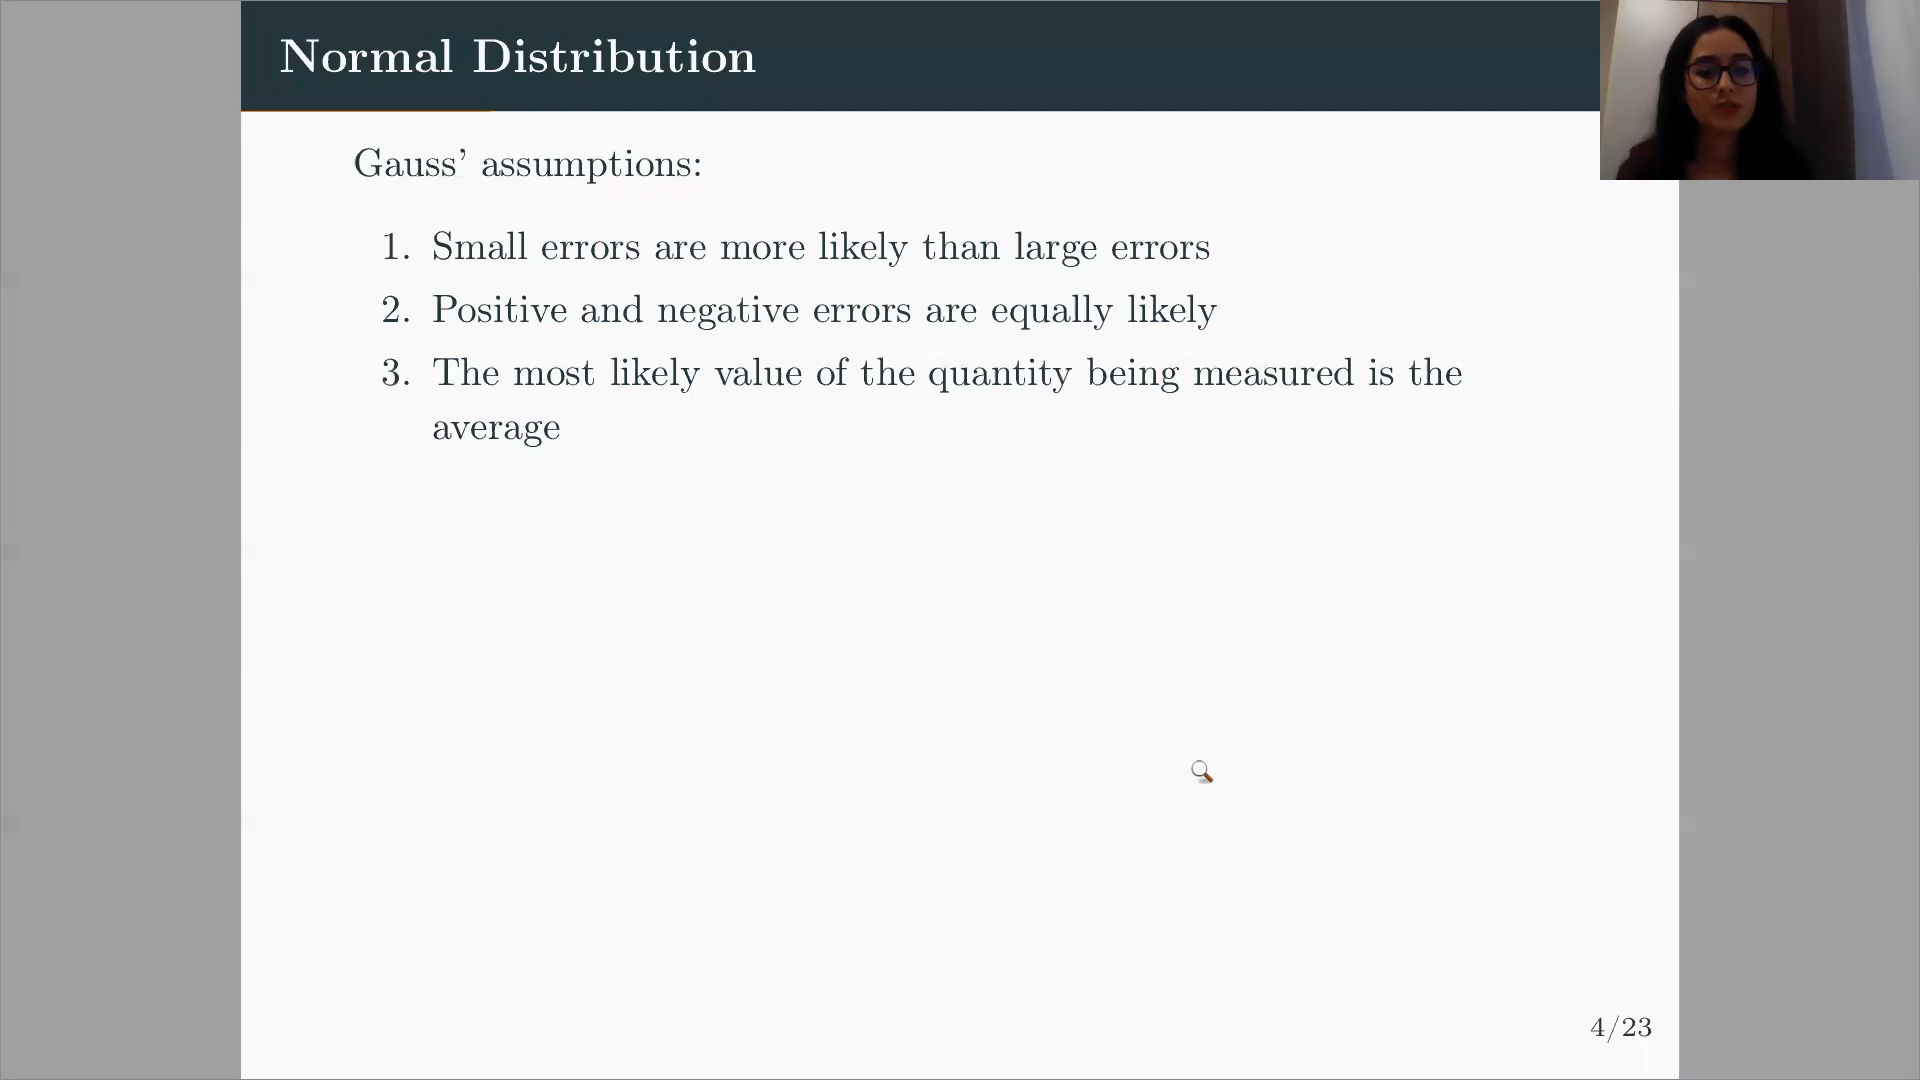 Normal Distribution
Gauss’ assumptions:
1. Small errors are more likely than large errors
2. Positive and negative errors are equally likely
3. The most likely value of the quantity being measured is the
average
4/23